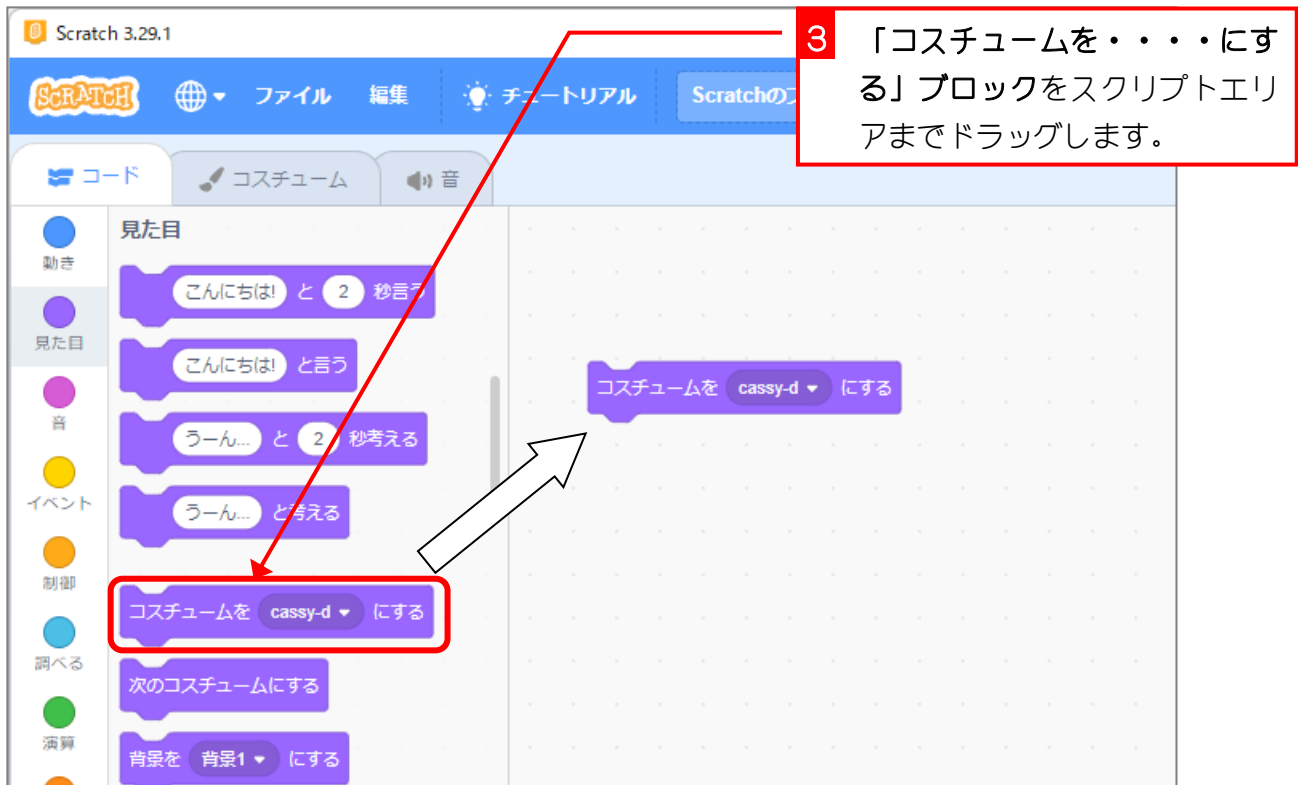 Scratch 3.29.1
3
「コスチュームを・・・・にす
る」ブロックをスクリプトエリ
アまでドラッグします。
SCRATCH
ファイル
編集
チュートリアル
Scratchのプ
コード
コスチューム
音
動き
見た目
音
イベント
制御
調べる
演算
見た目
こんにちは! と 2 秒言う
こんにちは! と言う
うーん... と 2 秒考える
うーん... と考える
コスチュームを cassy-d にする
次のコスチュームにする
背景を 背景1 にする
コスチュームを cassy-d にする